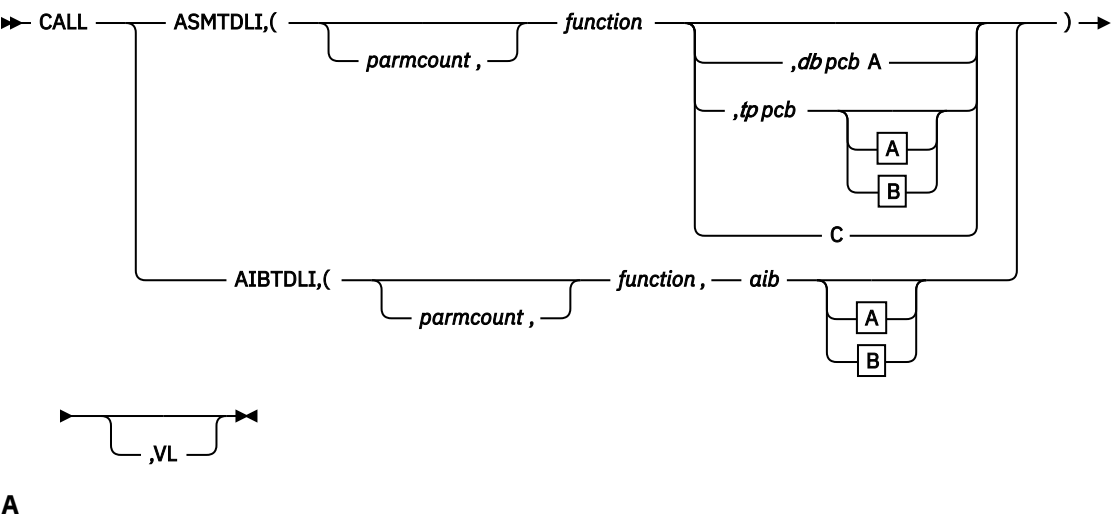 CALL ASMTDLI,( function )
parmcount ,
,db pcb A
,tp pcb
A
B
C
AIBTDLI,( function , aib
parmcount ,
A
B
,VL
A